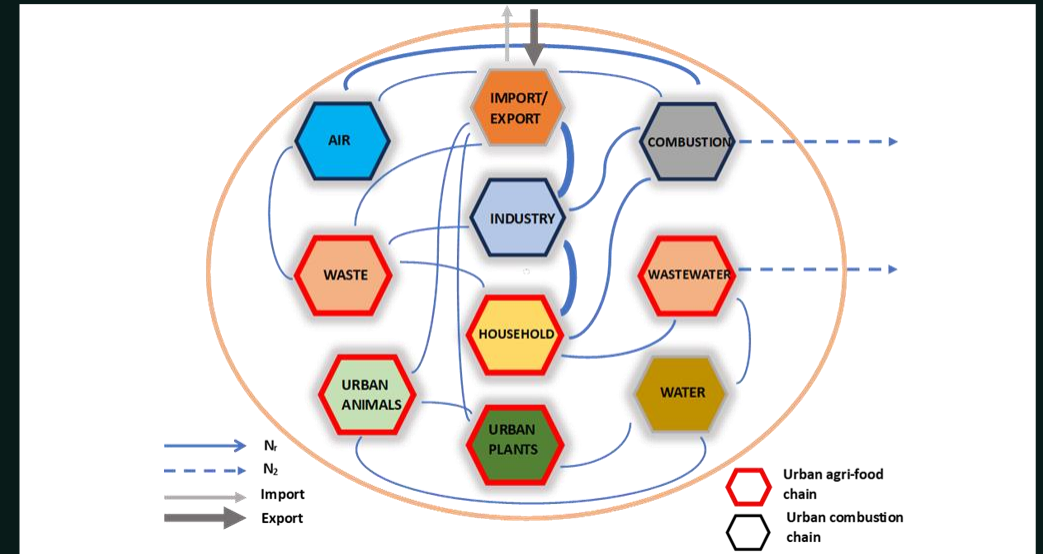 IMPORT/
EXPORT
AIR
COMBUSTION
INDUSTRY
WASTE
WASTEWATER
HOUSEHOLD
URBAN
ANIMALS
WATER
URBAN
PLANTS
Nr
N2
Import
Export
Urban agri-food
chain
Urban combustion
chain